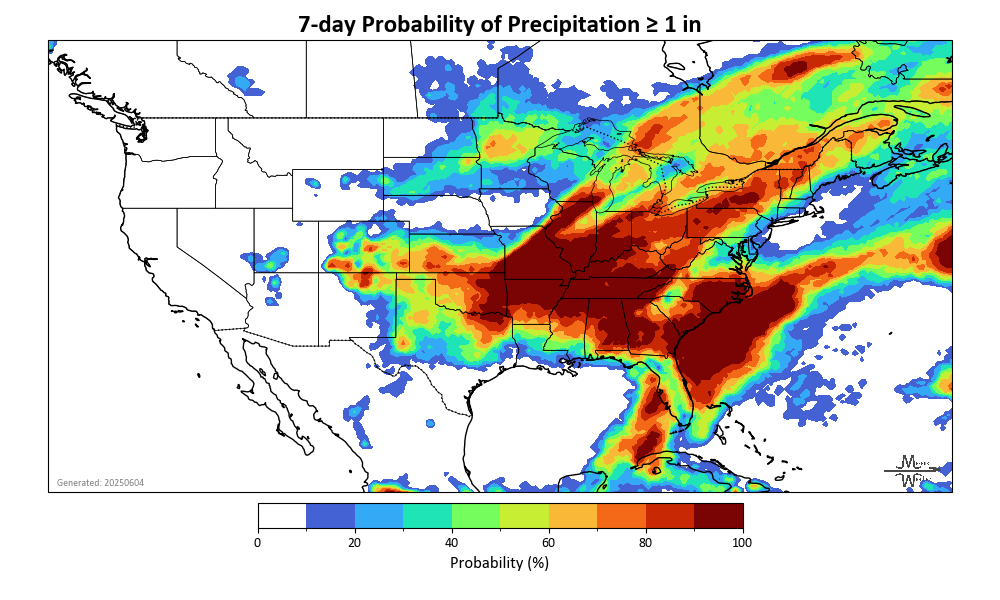 7-day Probability of Precipitation ≥ 1 in
Generated: 20250604
0 20 40 60 80 100
Probability (%)